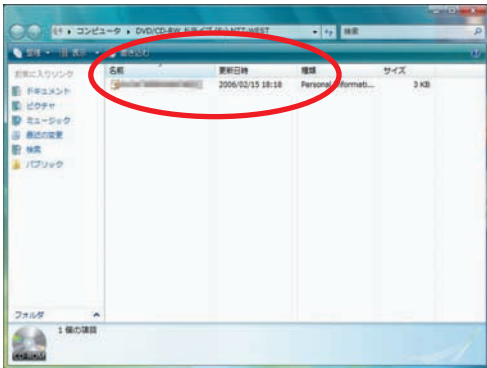 コンピュータ ▸ DVD/CD-RW ドライブ NTT-WEST
検索
整理 表示 書き込む
お気に入りリンク
ドキュメント
ピクチャ
ミュージック
最近の変更
検索
パブリック
フォルダ
名前 更新日時 種類 サイズ
2006/02/15 18:18 Personal 3 KB
1 個の項目
CD-ROM